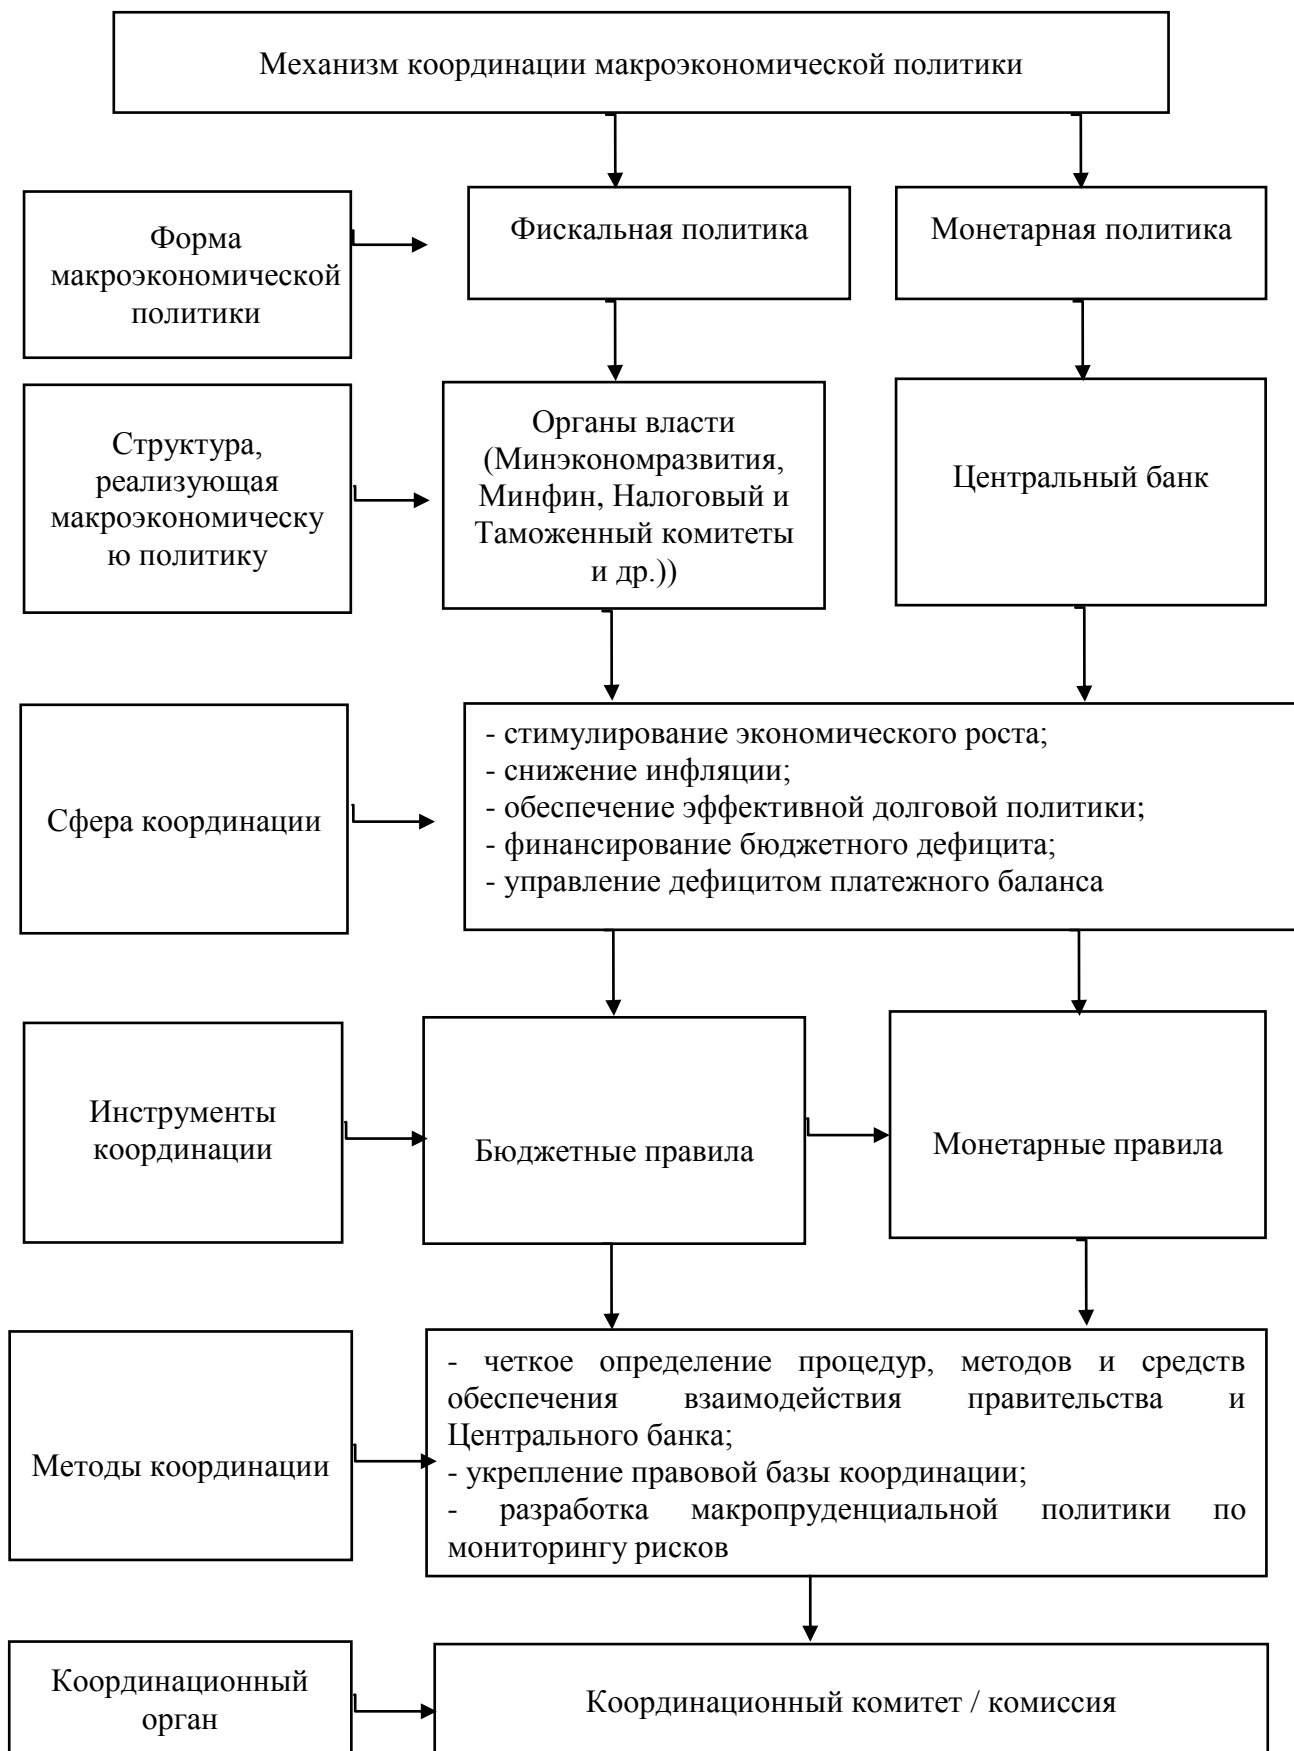 Механизм координации макроэкономической политики
Форма
макроэкономической
политики
Фискальная политика
Монетарная политика
Структура,
реализующая
макроэкономическу
ю политику
Органы власти
(Минэкономразвития,
Минфин, Налоговый и
Таможенный комитеты
и др.))
Центральный банк
Сфера координации
- стимулирование экономического роста;
- снижение инфляции;
- обеспечение эффективной долговой политики;
- финансирование бюджетного дефицита;
- управление дефицитом платежного баланса
Инструменты
координации
Бюджетные правила
Монетарные правила
Методы координации
- четкое определение процедур, методов и средств
обеспечения взаимодействия правительства и
Центрального банка;
- укрепление правовой базы координации;
- разработка макропруденциальной политики по
мониторингу рисков
Координационный
орган
Координационный комитет / комиссия